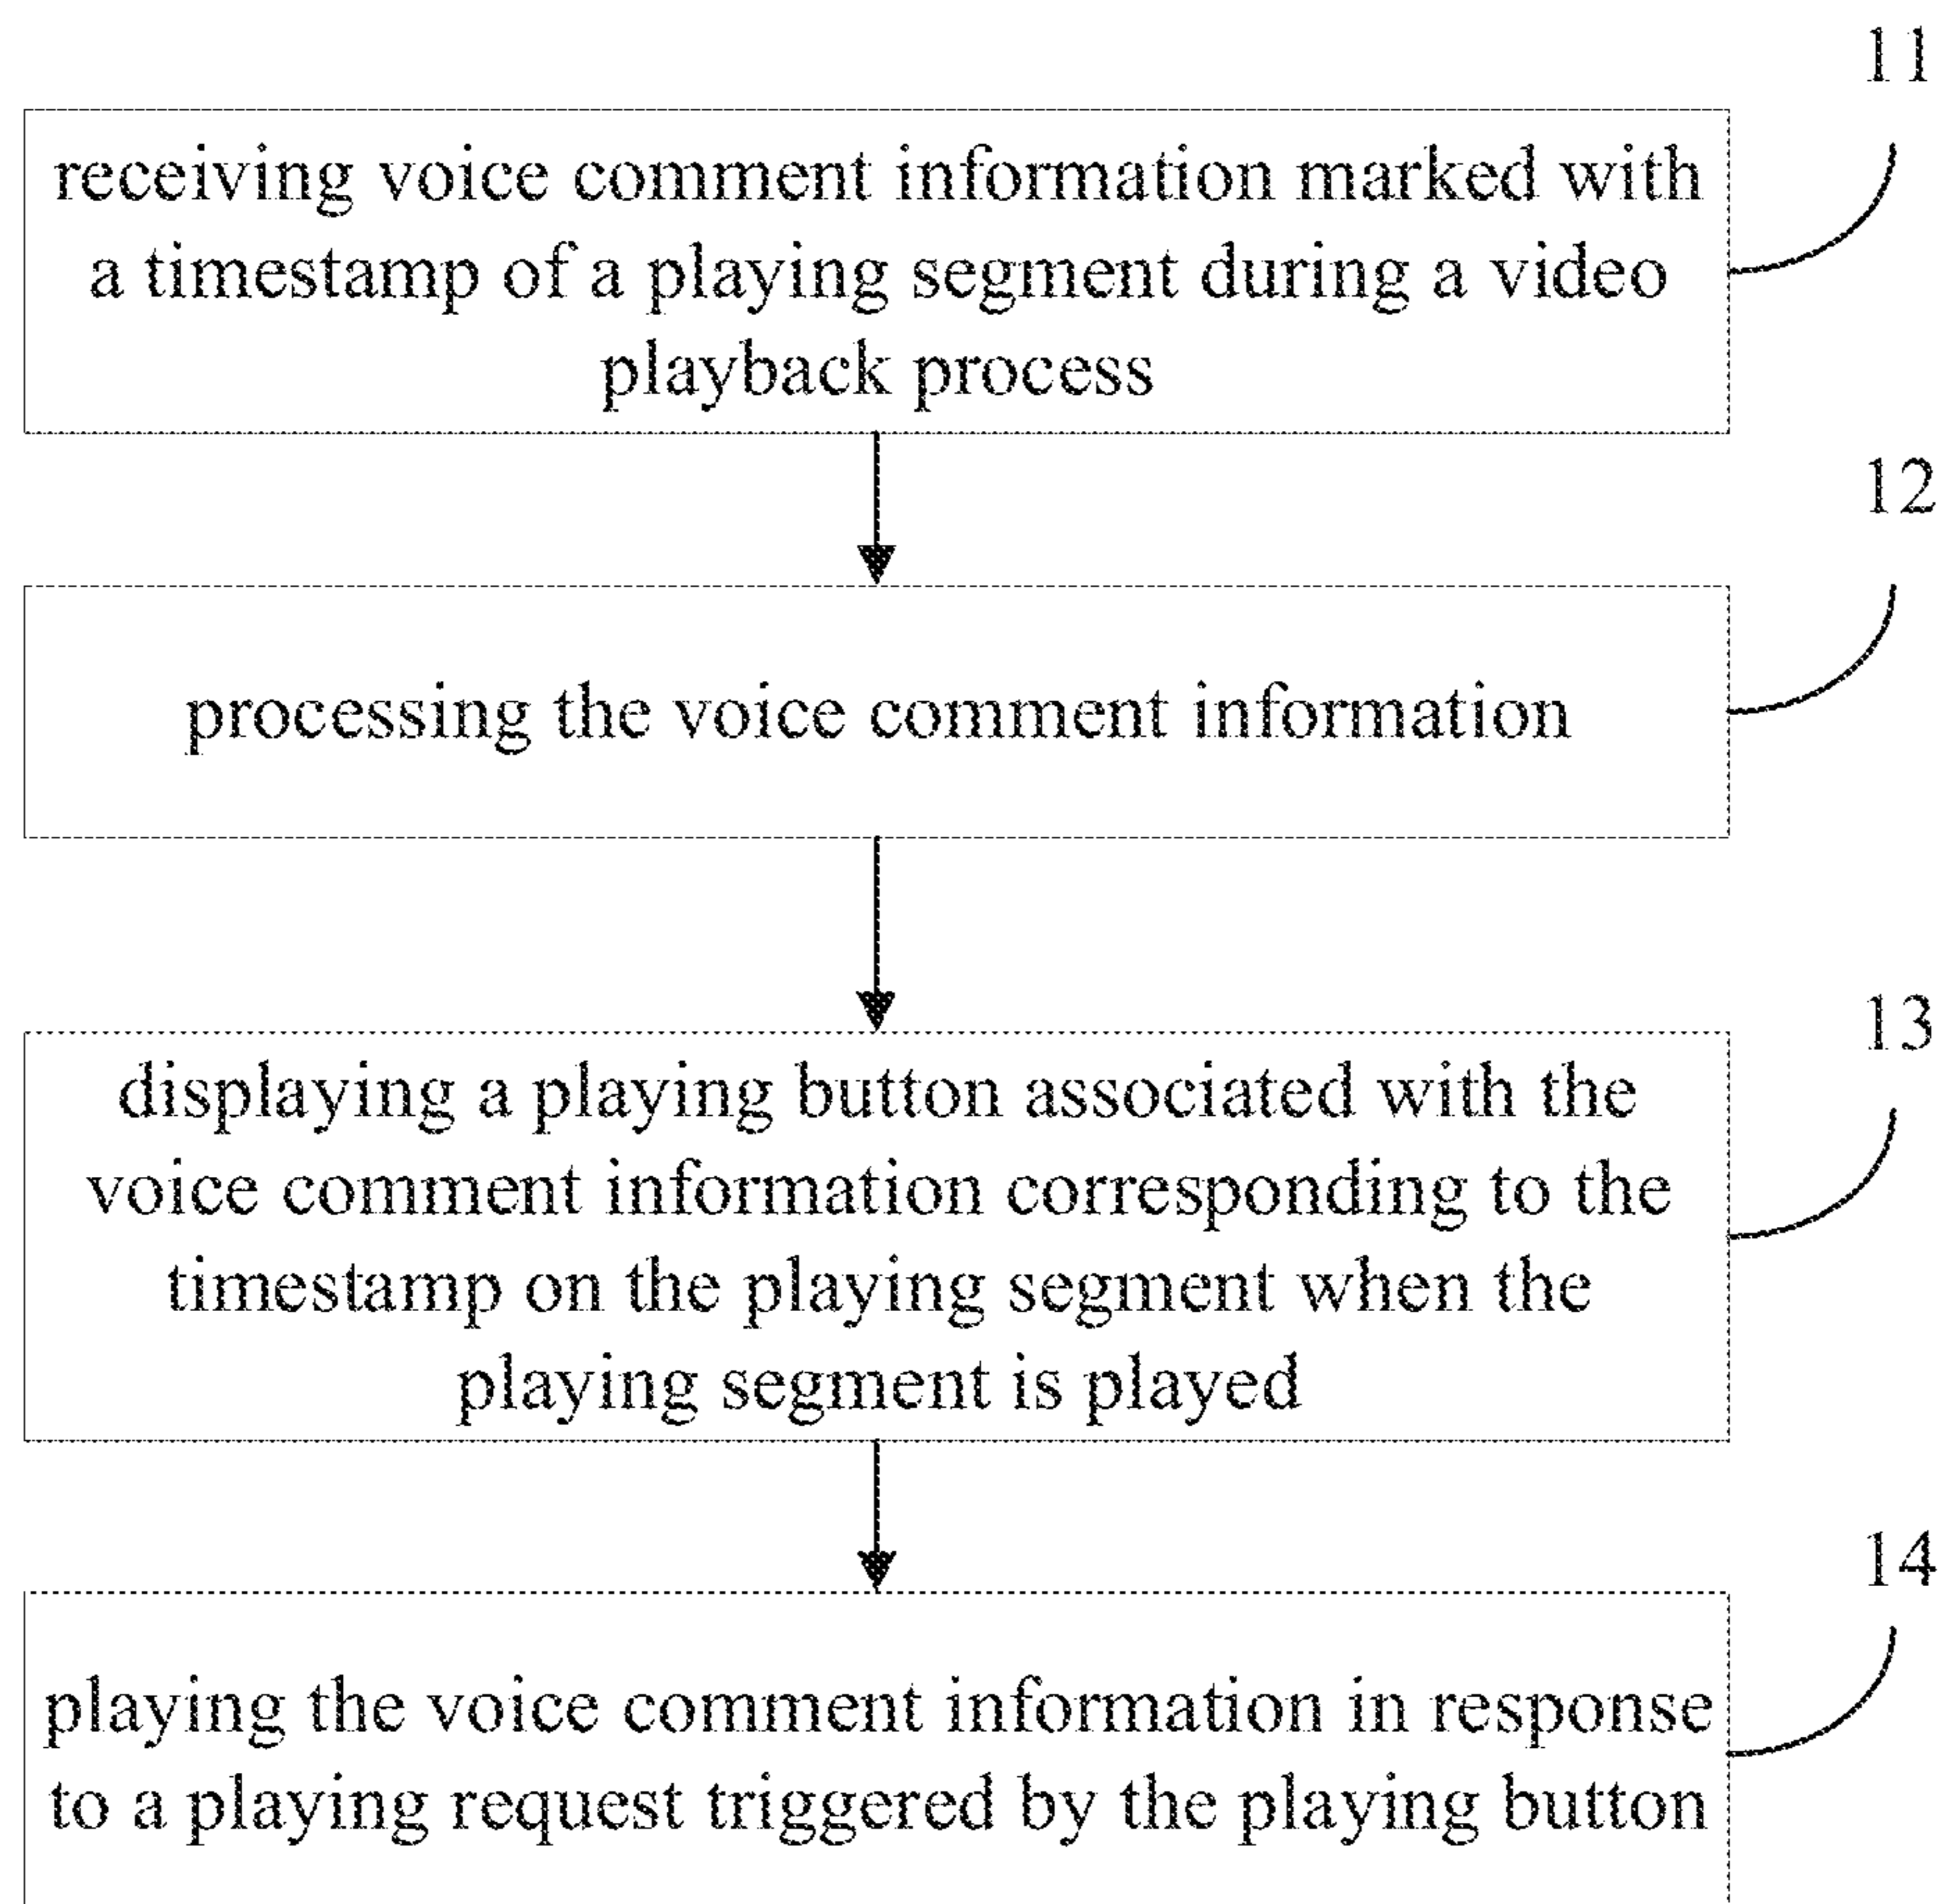 11
receiving voice comment information marked with
a timestamp of a playing segment during a video
playback process
12
processing the voice comment information
13
displaying a playing button associated with the
voice comment information corresponding to the
timestamp on the playing segment when the
playing segment is played
14
playing the voice comment information in response
to a playing request triggered by the playing button